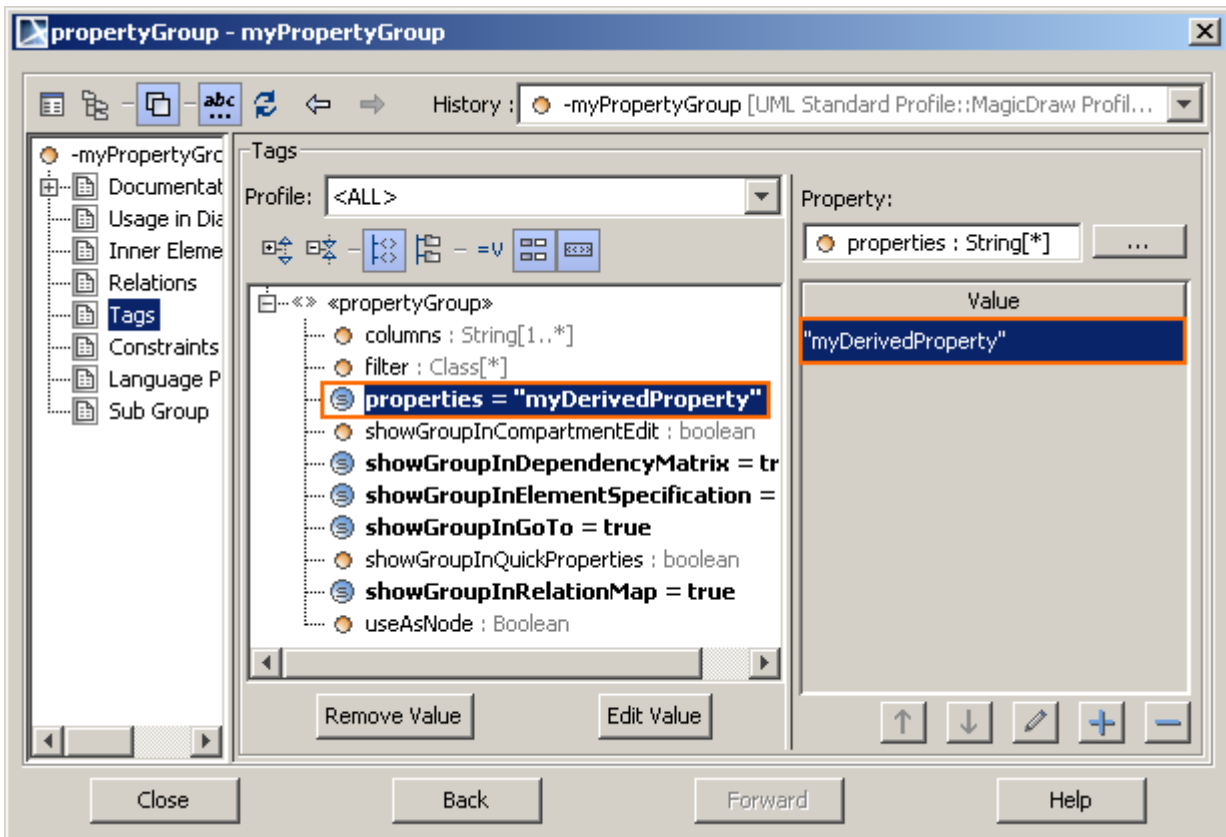 propertyGroup - myPropertyGroup
abc
History : -myPropertyGroup [UML Standard Profile::MagicDraw Profil...
-myPropertyGrc
Documentat
Usage in Dia
Inner Eleme
Relations
Tags
Constraints
Language P
Sub Group
Tags
Profile: <ALL>
=V
«propertyGroup»
columns : String[1..*]
filter : Class[*]
properties = "myDerivedProperty"
showGroupInCompartmentEdit : boolean
showGroupInDependencyMatrix = tr
showGroupInElementSpecification =
showGroupInGoTo = true
showGroupInQuickProperties : boolean
showGroupInRelationMap = true
useAsNode : Boolean
Remove Value Edit Value
Property:
properties : String[*] ...
Value
"myDerivedProperty"
Close Back Forward Help